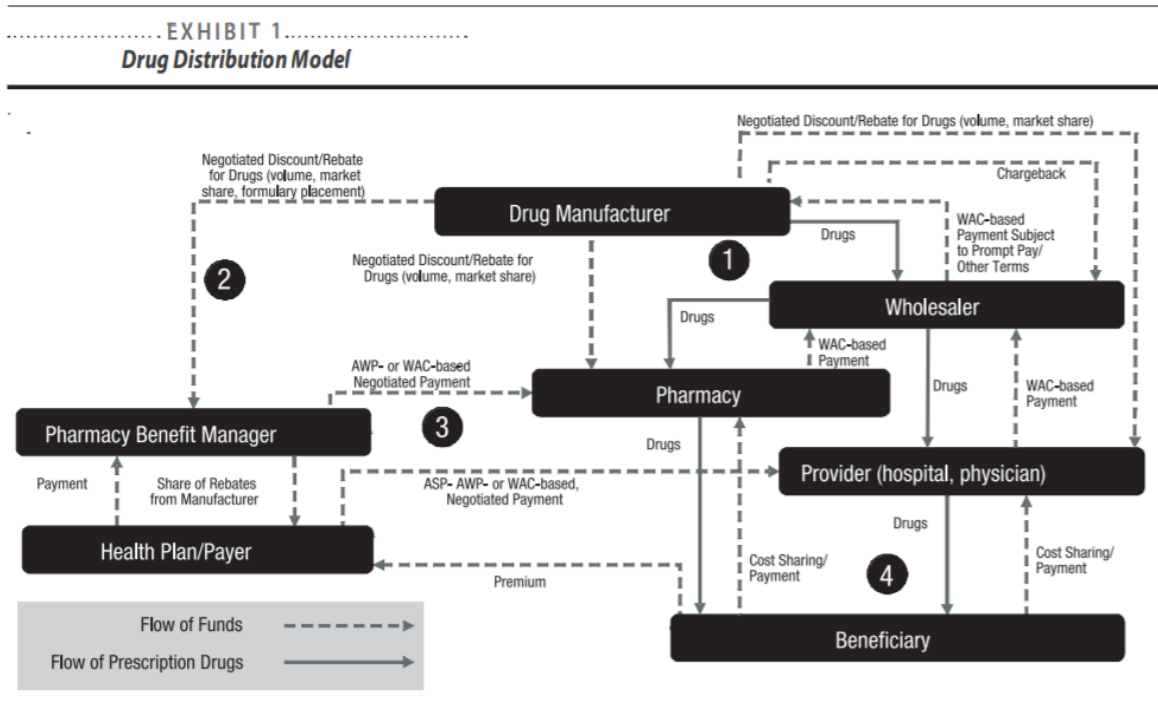 EXHIBIT 1
Drug Distribution Model
Negotiated Discount/Rebate for Drugs (volume, market share)
Negotiated Discount/Rebate
for Drugs (volume, market
share, formulary placement)
Chargeback
Drug Manufacturer
Drugs
WAC-based
Payment Subject
to Prompt Pay/
Other Terms
1
2
Negotiated Discount/Rebate for
Drugs (volume, market share)
Wholesaler
Drugs
WAC-based
Payment
AWP- or WAC-based
Negotiated Payment
Pharmacy
Drugs
WAC-based
Payment
3
Pharmacy Benefit Manager
Drugs
Provider (hospital, physician)
Payment
Share of Rebates
from Manufacturer
ASP- AWP- or WAC-based,
Negotiated Payment
Drugs
Health Plan/Payer
Premium
Cost Sharing/
Payment
4
Cost Sharing/
Payment
Flow of Funds
Beneficiary
Flow of Prescription Drugs